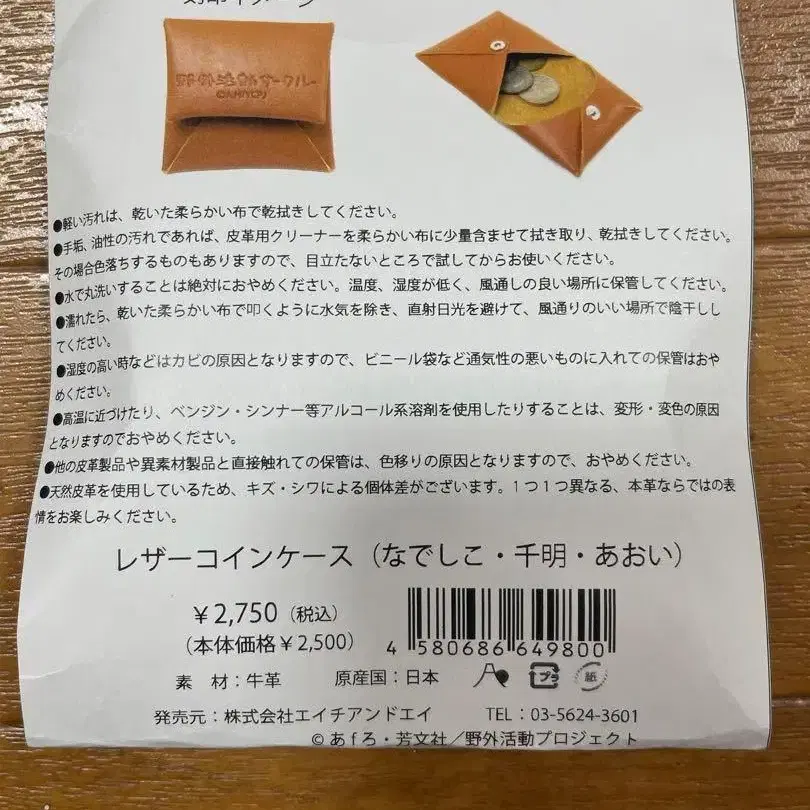 刻印イメージ
野外活動サークル
©AfRO/HY
●軽い汚れは、乾いた柔らかい布で乾拭きしてください。
●手垢、油性の汚れであれば、皮革用クリーナーを柔らかい布に少量含ませて拭き取り、乾拭きしてください。
その場合色落ちするものもありますので、目立たないところで試してからお使いください。
●水で丸洗いすることは絶対におやめください。温度、湿度が低く、風通しの良い場所に保管してください。
●濡れたら、乾いた柔らかい布で叩くように水気を除き、直射日光を避けて、風通りのいい場所で陰干しし
てください。
●湿度の高い時などはカビの原因となりますので、ビニール袋など通気性の悪いものに入れての保管はおや
めください。
●高温に近づけたり、ベンジン・シンナー等アルコール系溶剤を使用したりすることは、変形・変色の原因
となりますのでおやめください。
●他の皮革製品や異素材製品と直接触れての保管は、色移りの原因となりますので、おやめください。
●天然皮革を使用しているため、キズ・シワによる個体差がございます。1つ1つ異なる、本革ならではの表
情をお楽しみください。
レザーコインケース（なでしこ・千明・あおい）
￥2,750（税込）
（本体価格￥2,500）
4 580686 649800
素 材：牛革 原産国：日本
プラ
紙
発売元：株式会社エイチアンドエイ TEL：03-5624-3601
©あfろ・芳文社／野外活動プロジェクト